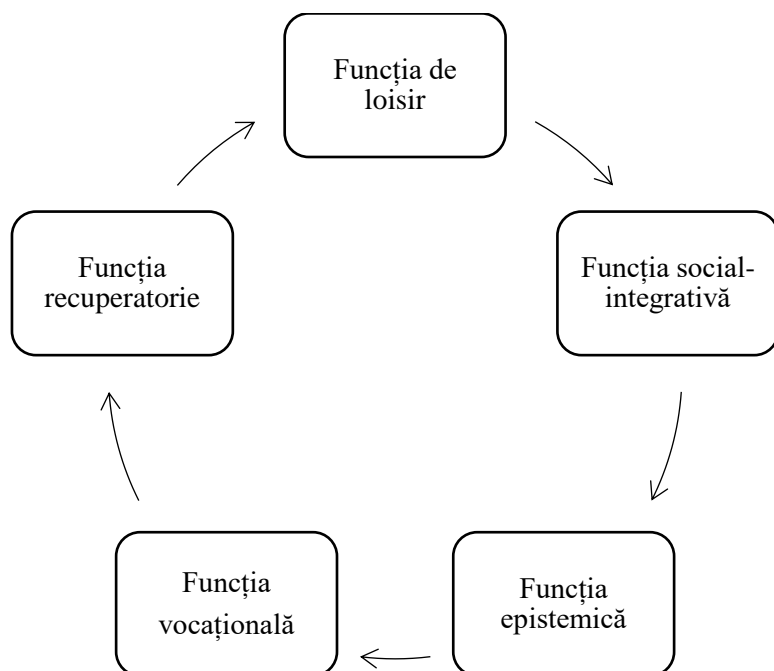 Funcția de
loisir
Funcția social-
integrativă
Funcția
epistemică
Funcția
vocațională
Funcția
recuperatorie